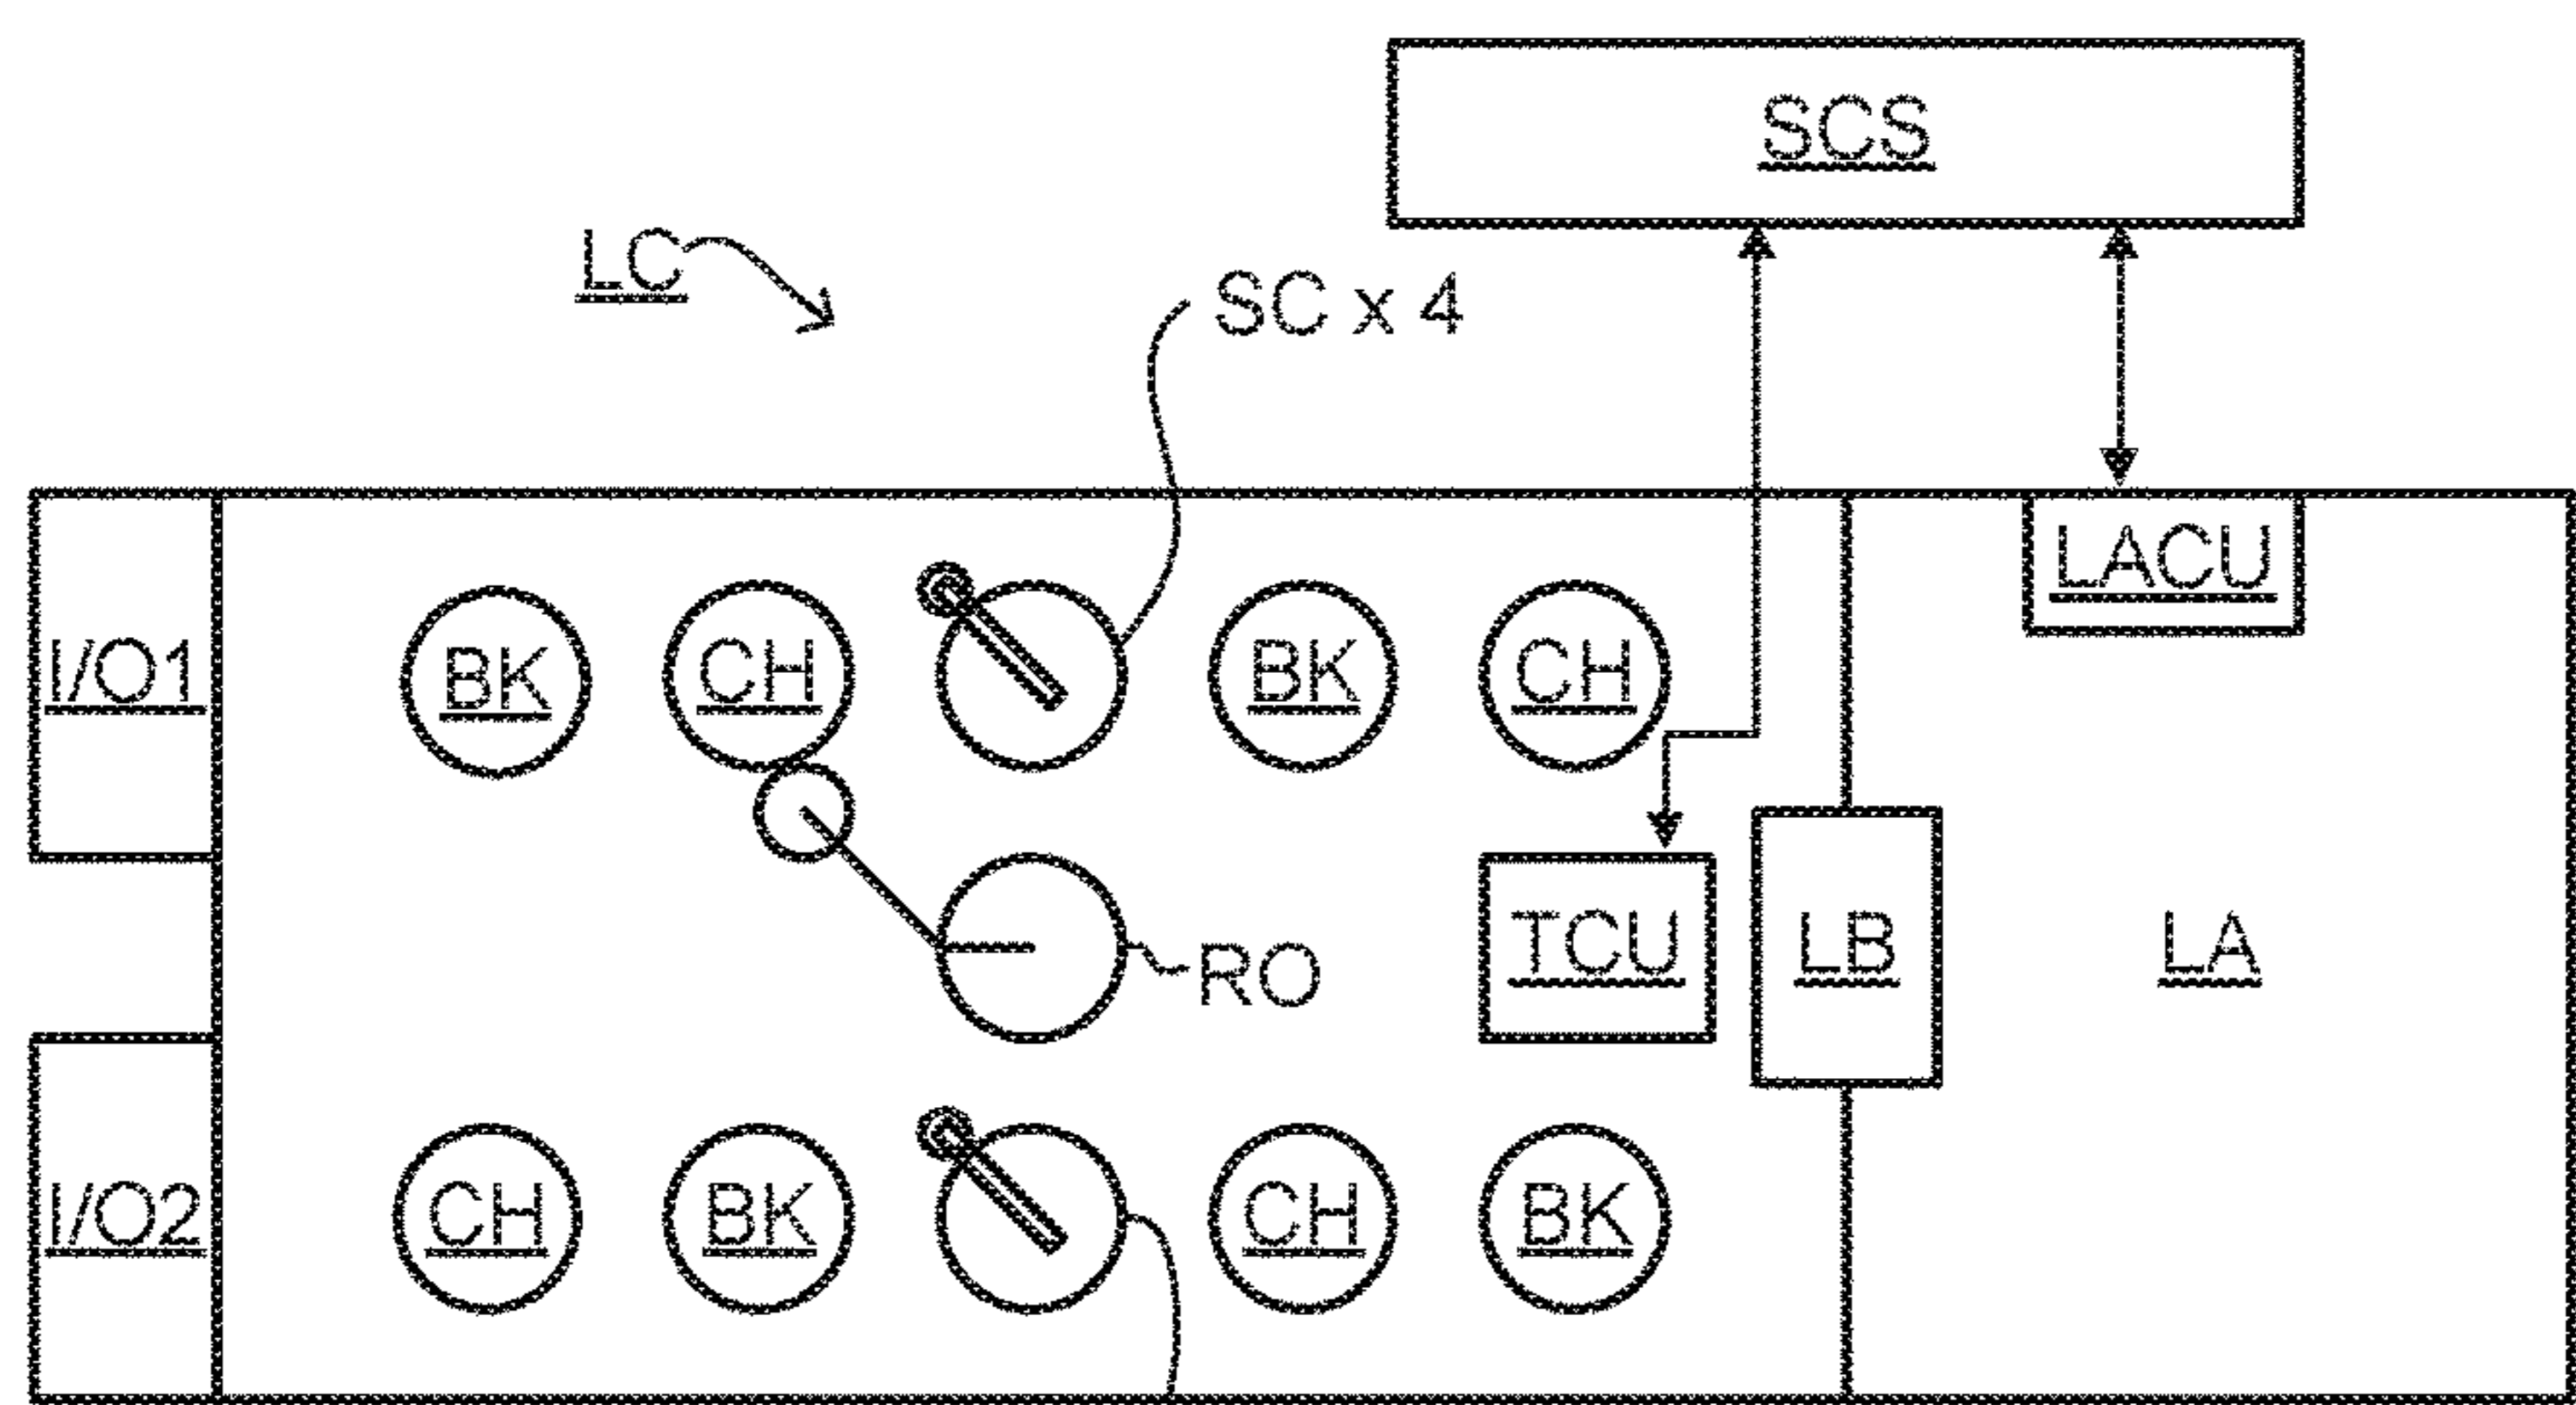 SCS
LC
SC x 4
LACU
I/O1
BK
CH
BK
CH
RO
TCU
LB
LA
I/O2
CH
BK
CH
BK